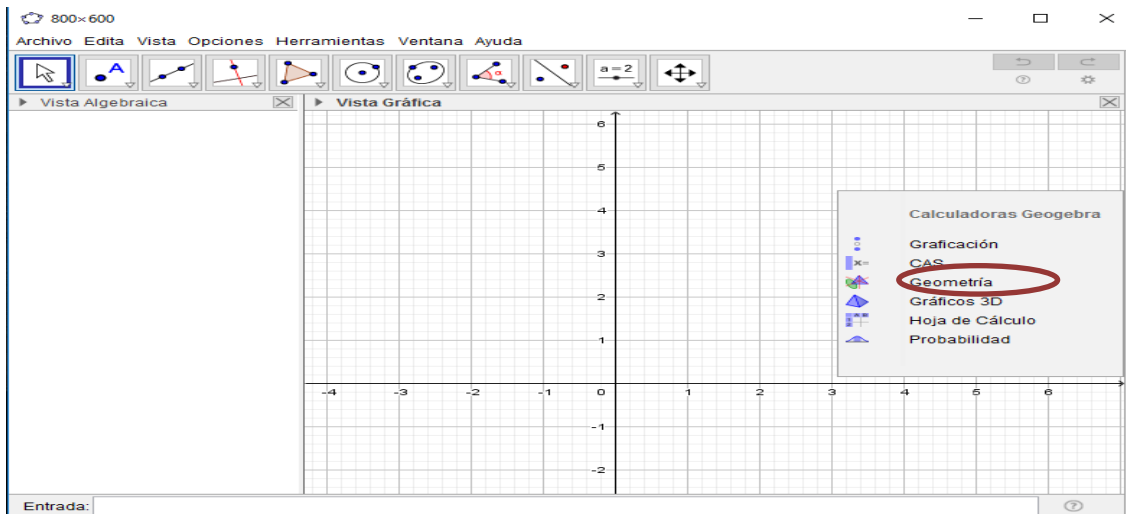 800×600
Archivo Edita Vista Opciones Herramientas Ventana Ayuda
A
α
a=2
Vista Algebraica
Vista Gráfica
6
5
4
3
2
1
-4 -3 -2 -1 0 1 2 3 4 5 6
-1
-2
Calculadoras Geogebra
Graficación
x= CAS
Geometría
Gráficos 3D
Hoja de Cálculo
Probabilidad
Entrada: